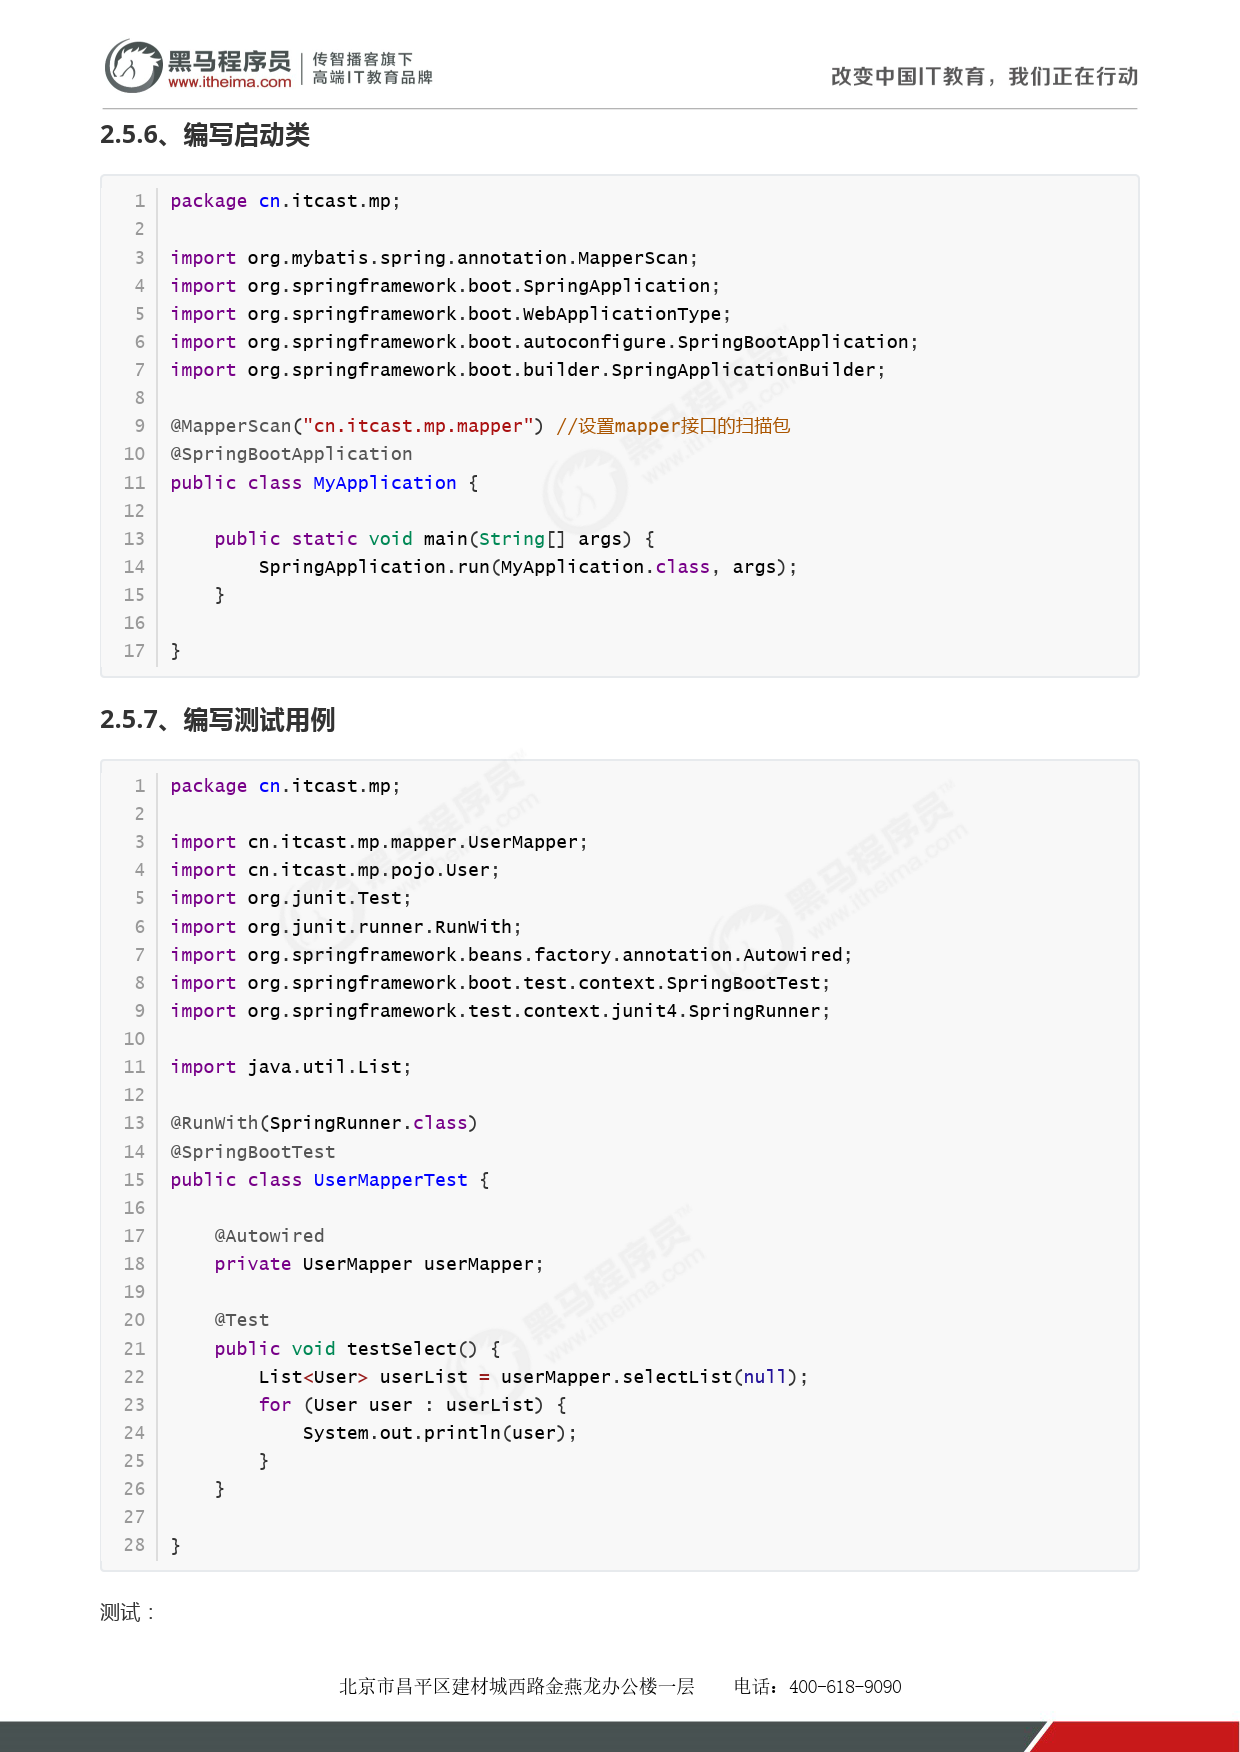 黑马程序员
www.itheima.com
传智播客旗下
高端IT教育品牌
改变中国IT教育，我们正在行动
2.5.6、编写启动类
1 package cn.itcast.mp;
2
3 import org.mybatis.spring.annotation.MapperScan;
4 import org.springframework.boot.SpringApplication;
5 import org.springframework.boot.WebApplicationType;
6 import org.springframework.boot.autoconfigure.SpringBootApplication;
7 import org.springframework.boot.builder.SpringApplicationBuilder;
8
9 @MapperScan("cn.itcast.mp.mapper") //设置mapper接口的扫描包
10 @SpringBootApplication
11 public class MyApplication {
12
13     public static void main(String[] args) {
14         SpringApplication.run(MyApplication.class, args);
15     }
16
17 }
2.5.7、编写测试用例
1 package cn.itcast.mp;
2
3 import cn.itcast.mp.mapper.UserMapper;
4 import cn.itcast.mp.pojo.User;
5 import org.junit.Test;
6 import org.junit.runner.RunWith;
7 import org.springframework.beans.factory.annotation.Autowired;
8 import org.springframework.boot.test.context.SpringBootTest;
9 import org.springframework.test.context.junit4.SpringRunner;
10
11 import java.util.List;
12
13 @RunWith(SpringRunner.class)
14 @SpringBootTest
15 public class UserMapperTest {
16
17     @Autowired
18     private UserMapper userMapper;
19
20     @Test
21     public void testSelect() {
22         List<User> userList = userMapper.selectList(null);
23         for (User user : userList) {
24             System.out.println(user);
25         }
26     }
27
28 }
测试：
北京市昌平区建材城西路金燕龙办公楼一层 电话：400-618-9090